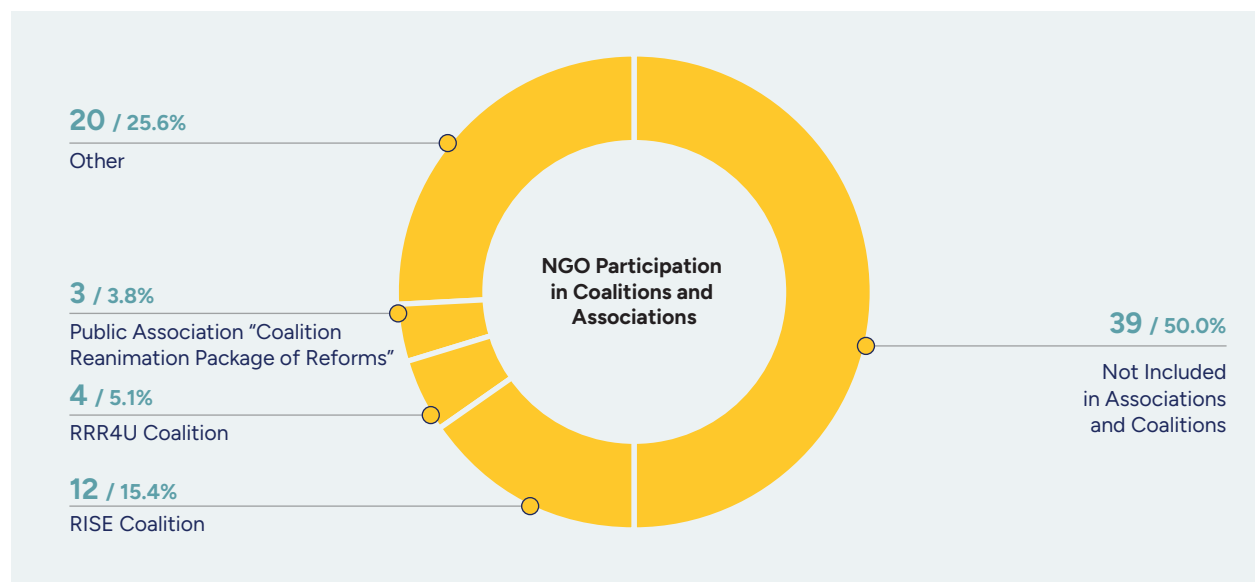 20 / 25.6%
Other
3 / 3.8%
Public Association “Coalition
Reanimation Package of Reforms”
4 / 5.1%
RRR4U Coalition
12 / 15.4%
RISE Coalition
NGO Participation
in Coalitions and
Associations
39 / 50.0%
Not Included
in Associations
and Coalitions